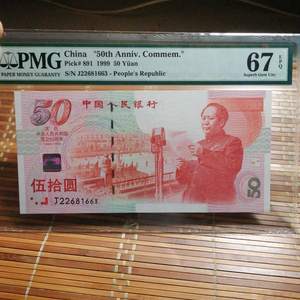 PMG
PAPER MONEY GUARANTY
China "50th Anniv. Commem."
Pick# 891 1999 50 Yüan
S/N J22681663 - People's Republic
67 EPQ
Superb Gem Unc
50
中国人民银行
伍拾圆
J22681663
50